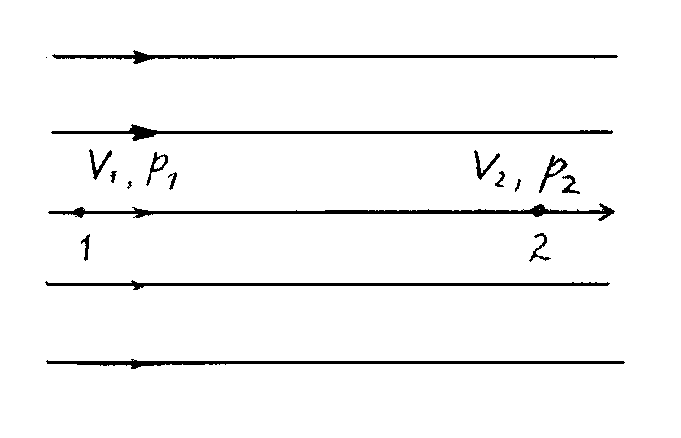 V₁, p₁ V₂, p₂
1 2